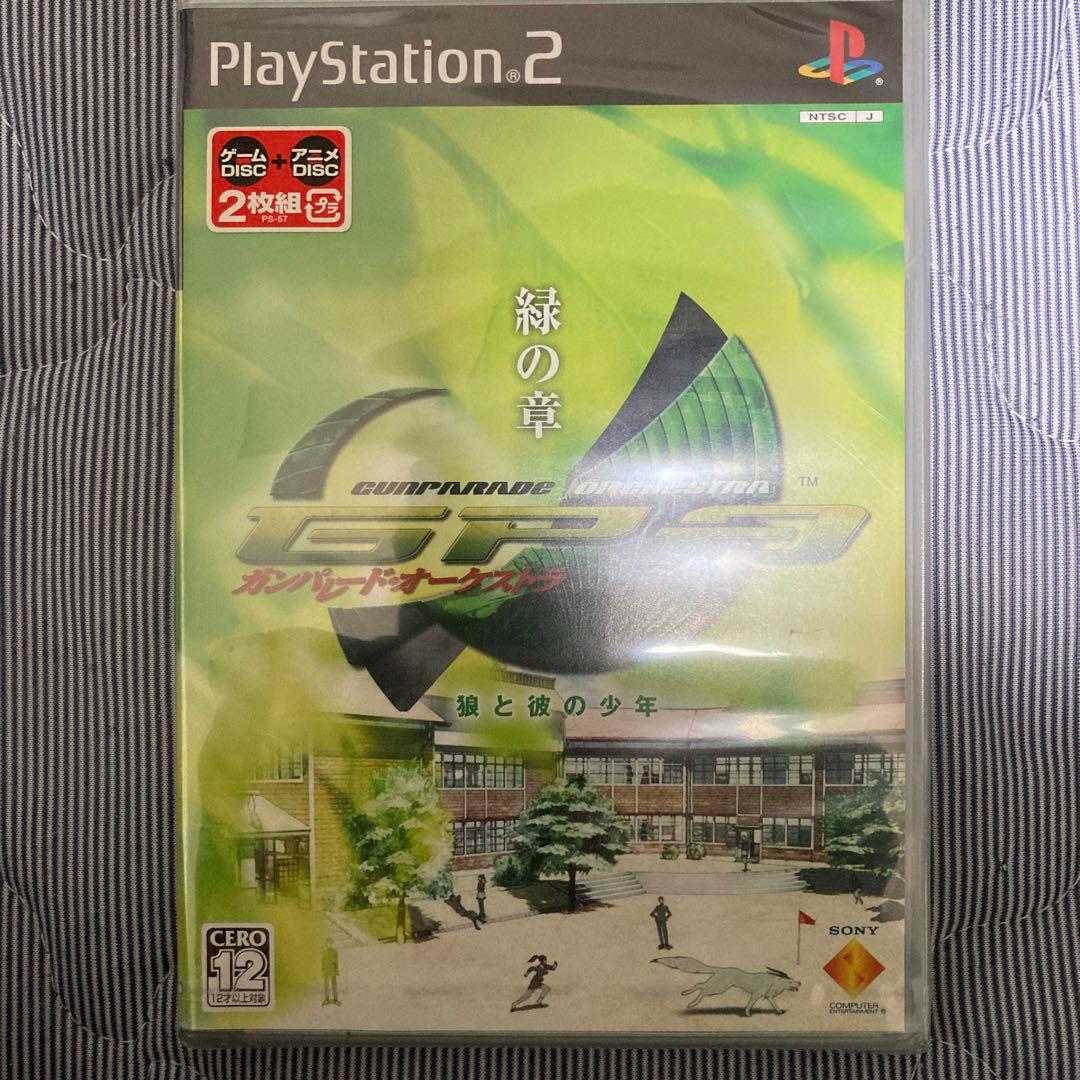 PlayStation®2
NTSC J
ゲーム DISC + アニメ DISC
2枚組 プラ
PS-57
緑の章
GUNPARADE ORCHESTRA TM
GPO
ガンパレード・オーケストラ
狼と彼の少年
CERO
12
12才以上対象
SONY
COMPUTER
ENTERTAINMENT®